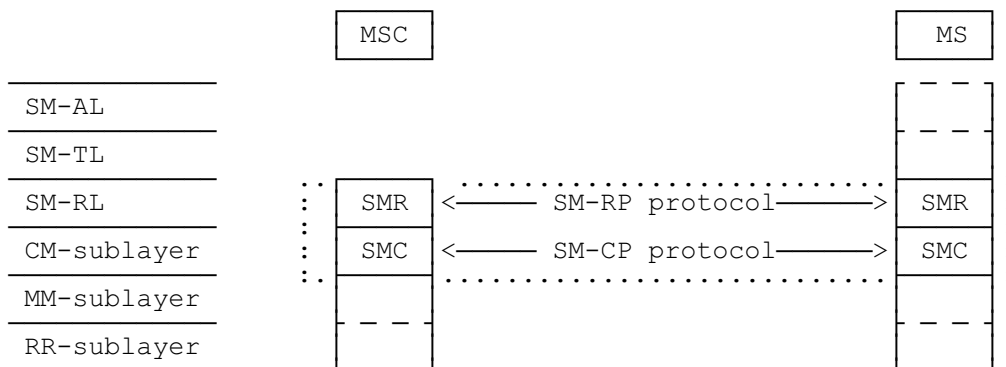 MSC MS
SM-AL
SM-TL
SM-RL SMR <—— SM-RP protocol ——> SMR
CM-sublayer SMC <—— SM-CP protocol ——> SMC
MM-sublayer
RR-sublayer